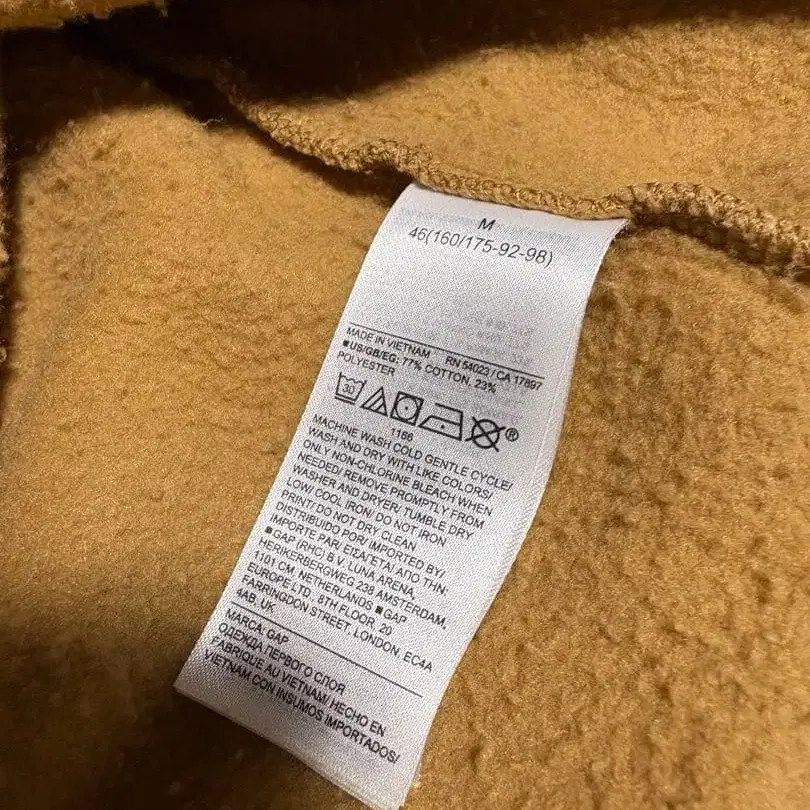 M
46(160/175-92-98)
MADE IN VIETNAM RN 54023 / CA 17897
■US/GB/EG: 77% COTTON, 23%
POLYESTER
30
®
1166
MACHINE WASH COLD GENTLE CYCLE/
WASH AND DRY WITH LIKE COLORS/
ONLY NON-CHLORINE BLEACH WHEN
NEEDED/ REMOVE PROMPTLY FROM
WASHER AND DRYER/ TUMBLE DRY
LOW/ COOL IRON/ DO NOT IRON
PRINT/ DO NOT DRY CLEAN
DISTRIBUIDO POR/ IMPORTED BY/
IMPORTE PAR/ ΕΙΣΑΓΕΤΑΙ ΑΠΟ ΤΗΝ:
■GAP (RHC) B.V. LUNA ARENA,
HERIKERBERGWEG 238 AMSTERDAM,
1101 CM, NETHERLANDS ■GAP
EUROPE LTD, 8TH FLOOR, 20
FARRINGDON STREET, LONDON, EC4A
4AB, UK
MARCA: GAP
ОДЕЖДА ПЕРВОГО СЛОЯ
FABRIQUE AU VIETNAM/ HECHO EN
VIETNAM CON INSUMOS IMPORTADOS/